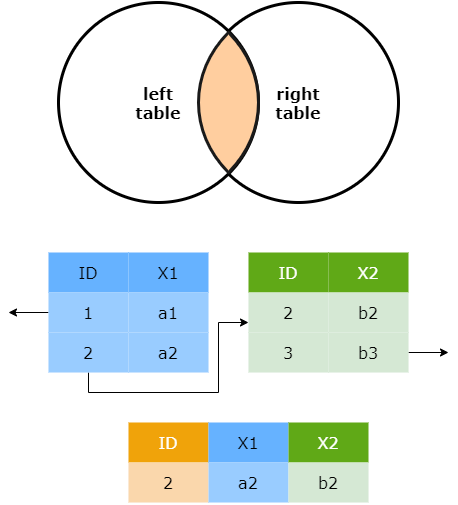 left right
table table
ID X1 ID X2
1 a1 2 b2
2 a2 3 b3
ID X1 X2
2 a2 b2